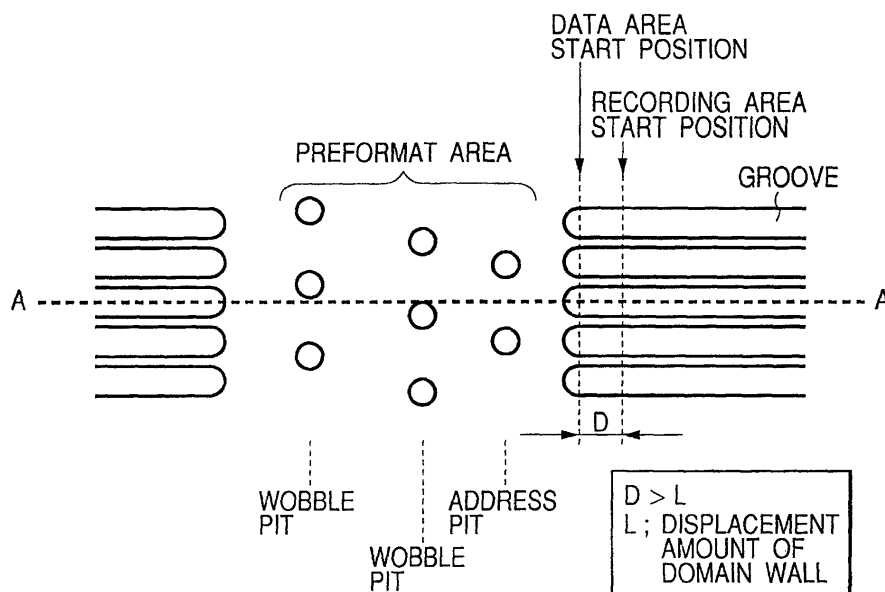 DATA AREA
START POSITION
RECORDING AREA
START POSITION
PREFORMAT AREA
GROOVE
A
A
D
WOBBLE
PIT
WOBBLE
PIT
ADDRESS
PIT
D > L
L ; DISPLACEMENT
AMOUNT OF
DOMAIN WALL